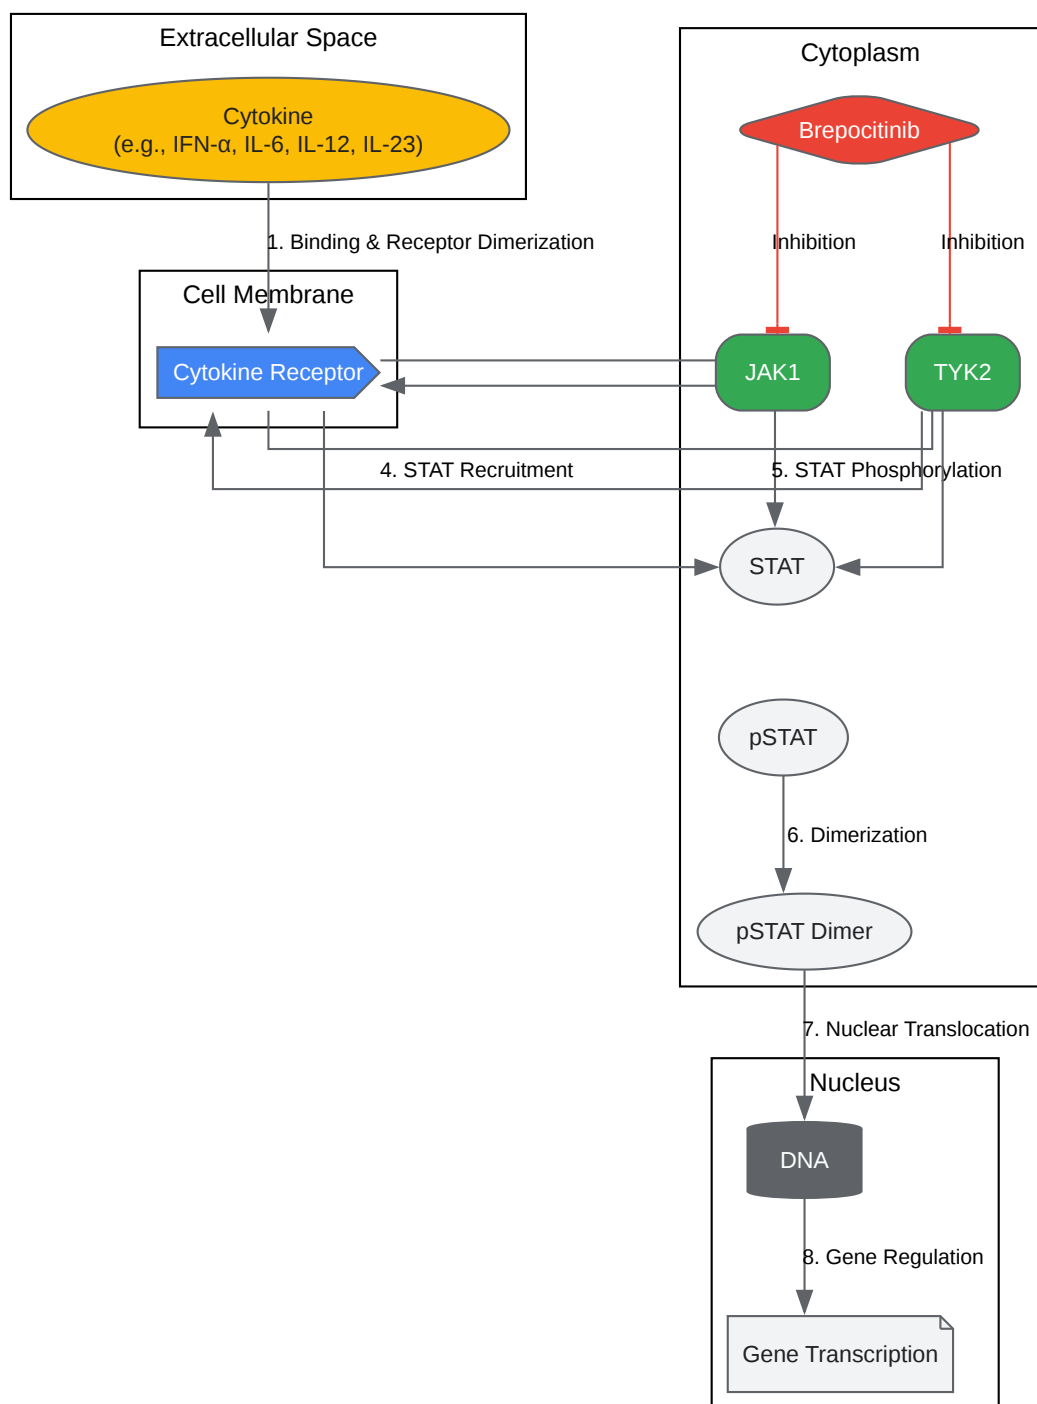 Extracellular Space
Cytokine
(e.g., IFN-α, IL-6, IL-12, IL-23)
Cytoplasm
Brepocitinib
1. Binding & Receptor Dimerization
Inhibition
Inhibition
Cell Membrane
Cytokine Receptor
JAK1
TYK2
4. STAT Recruitment
5. STAT Phosphorylation
STAT
pSTAT
6. Dimerization
pSTAT Dimer
7. Nuclear Translocation
Nucleus
DNA
8. Gene Regulation
Gene Transcription